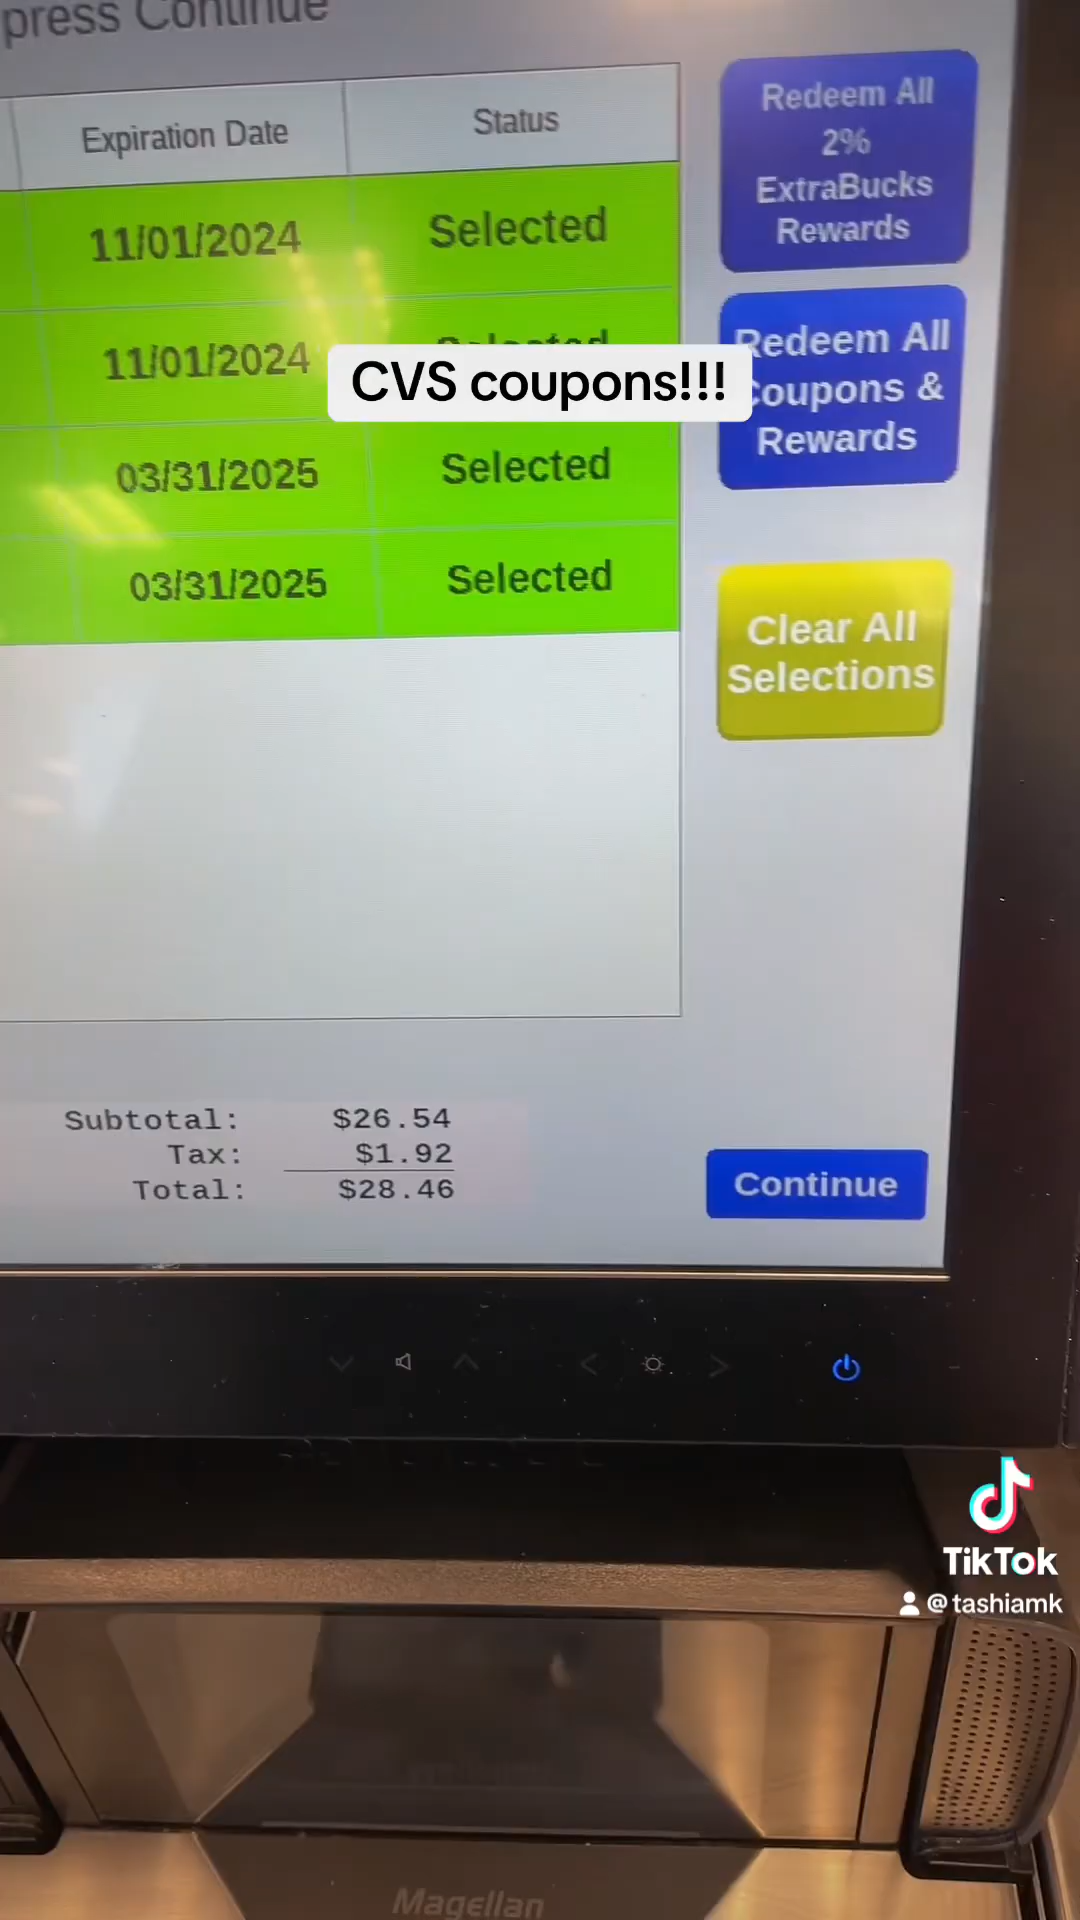 press Continue
Expiration Date
Status
11/01/2024
Selected
11/01/2024
Selected
03/31/2025
Selected
03/31/2025
Selected
Redeem All
2%
ExtraBucks
Rewards
Redeem All
Coupons &
Rewards
CVS coupons!!!
Clear All
Selections
Subtotal: $26.54
Tax: $1.92
Total: $28.46
Continue
TikTok
@tashiamk
Magellan